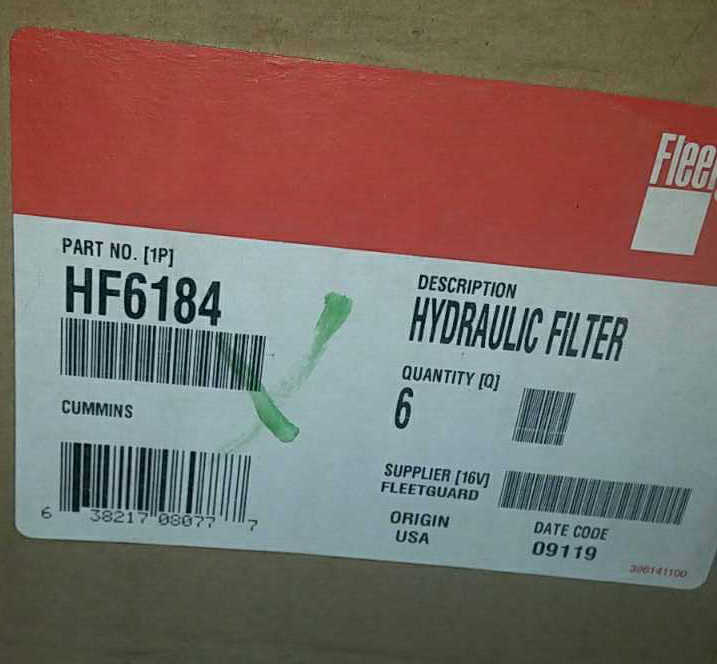 Flee
PART NO. [1P]
HF6184
CUMMINS
6 38217 08077 7
DESCRIPTION
HYDRAULIC FILTER
QUANTITY [Q]
6
SUPPLIER [16V]
FLEETGUARD
ORIGIN
USA
DATE CODE
09119